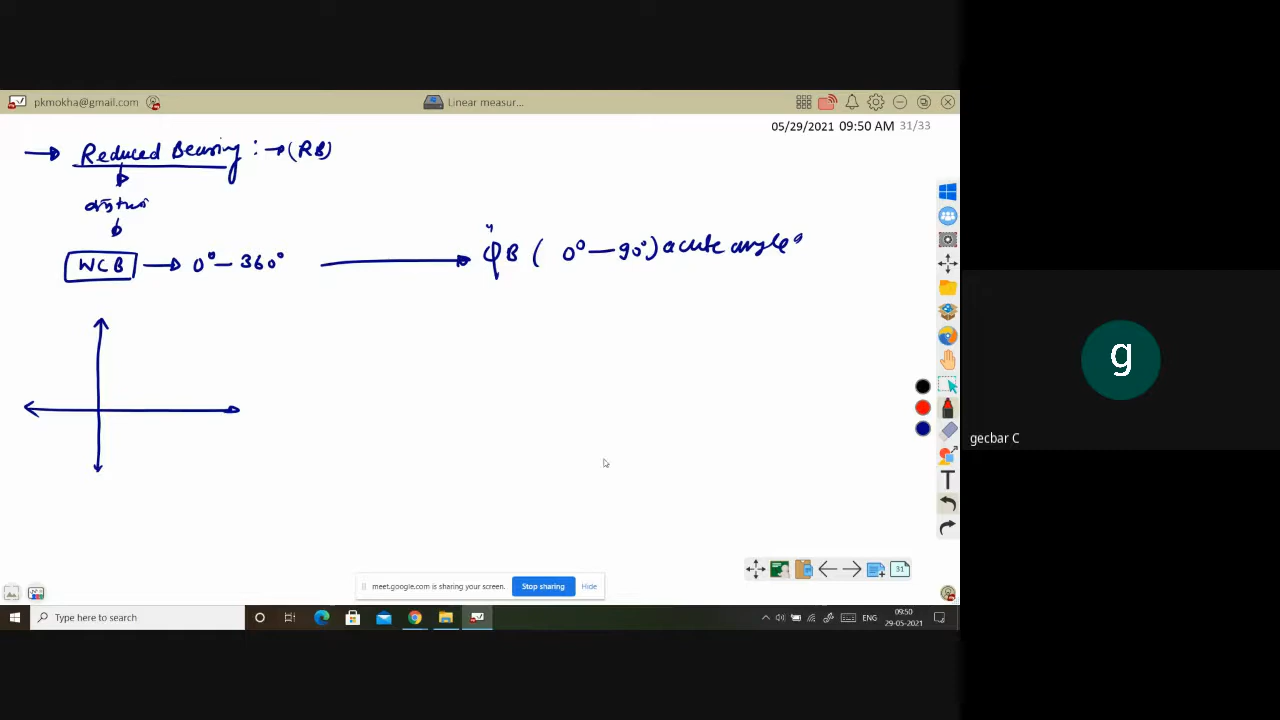 pkmokha@gmail.com
Linear measur...
05/29/2021 09:50 AM 31/33
→ Reduced Bearing : → (RB)
WCB → 0° — 360° → QB ( 0° — 90° ) acute angle
g
gecbar C
T
31
meet.google.com is sharing your screen. Stop sharing Hide
Type here to search
ENG
09:50
29-05-2021